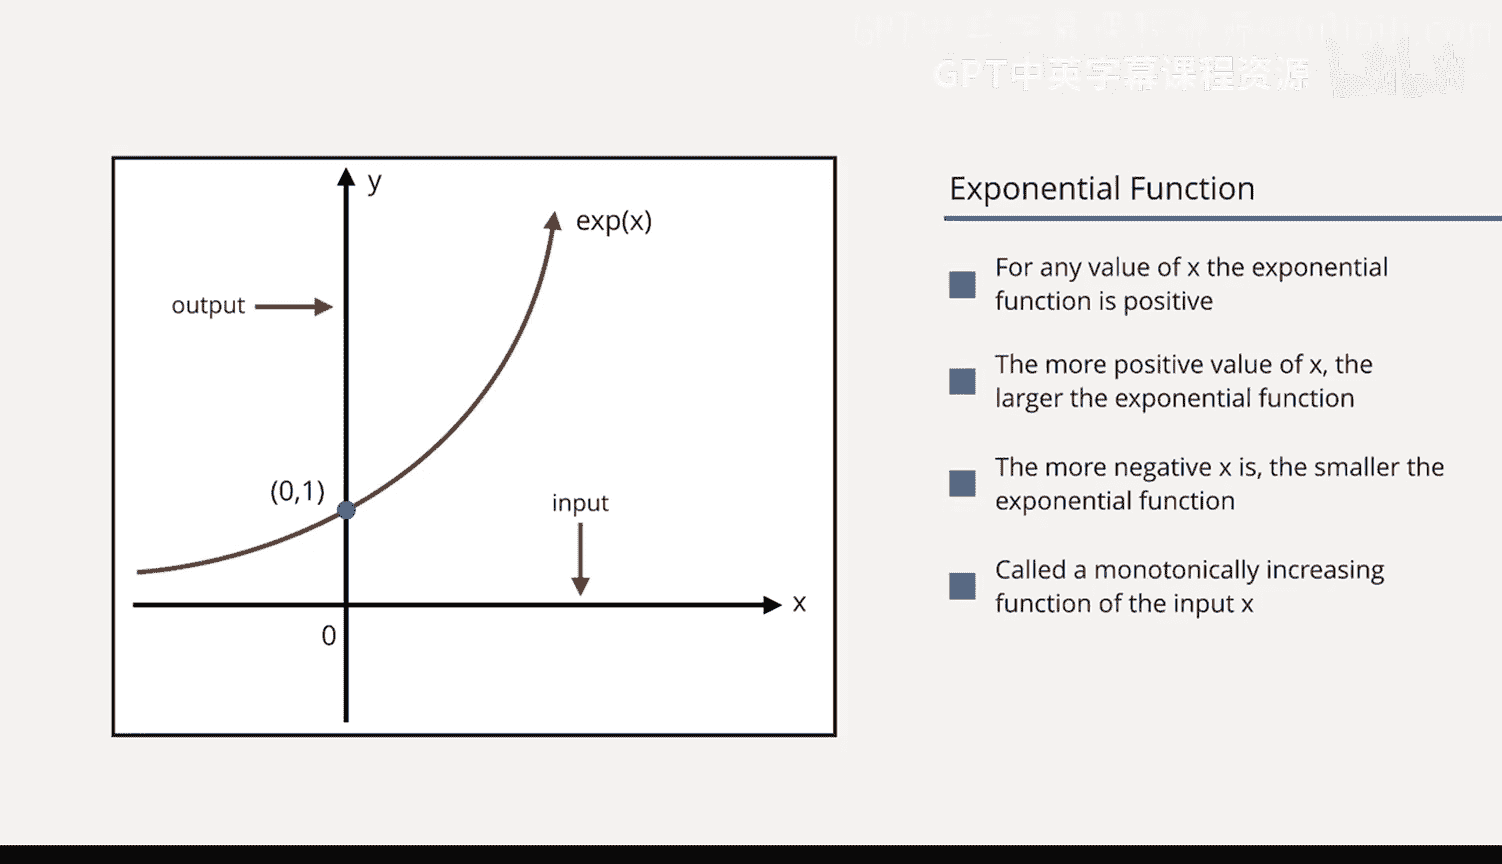 GPT中英字幕课程资源
y
exp(x)
output
(0,1)
input
x
0
Exponential Function
For any value of x the exponential
function is positive
The more positive value of x, the
larger the exponential function
The more negative x is, the smaller the
exponential function
Called a monotonically increasing
function of the input x